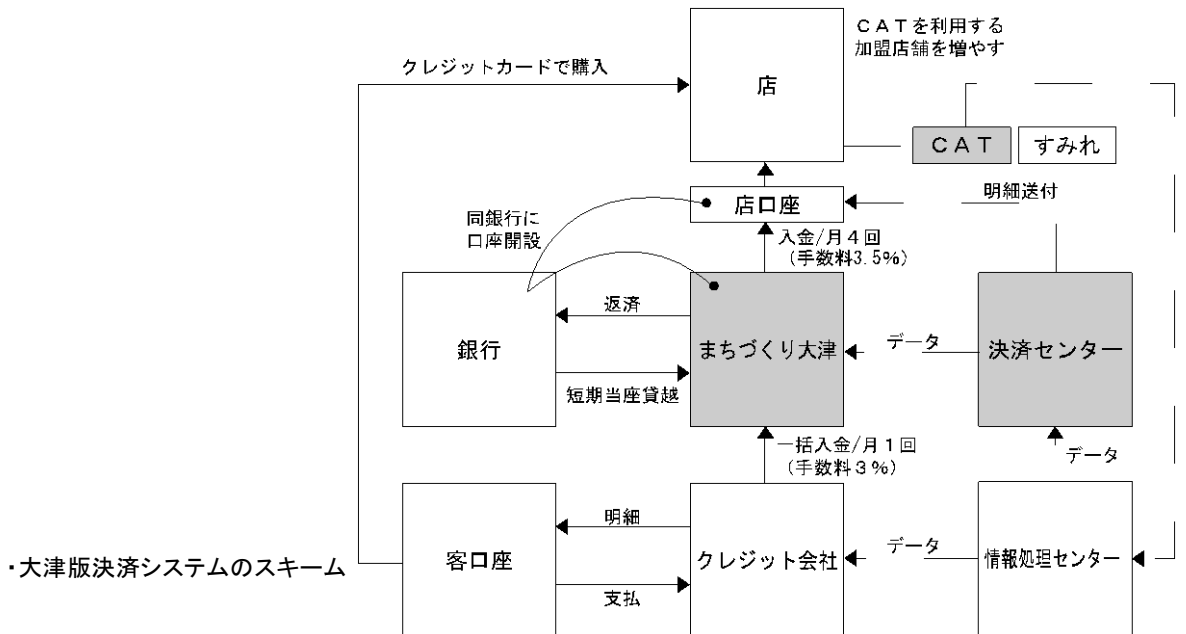 ＣＡＴを利用する
加盟店舗を増やす
クレジットカードで購入
店
ＣＡＴ
すみれ
明細送付
店口座
同銀行に
口座開設
入金/月４回
（手数料3.5%）
返済
銀行
まちづくり大津
データ
決済センター
短期当座貸越
一括入金/月１回
（手数料３％）
データ
明細
データ
・大津版決済システムのスキーム
客口座
クレジット会社
情報処理センター
支払